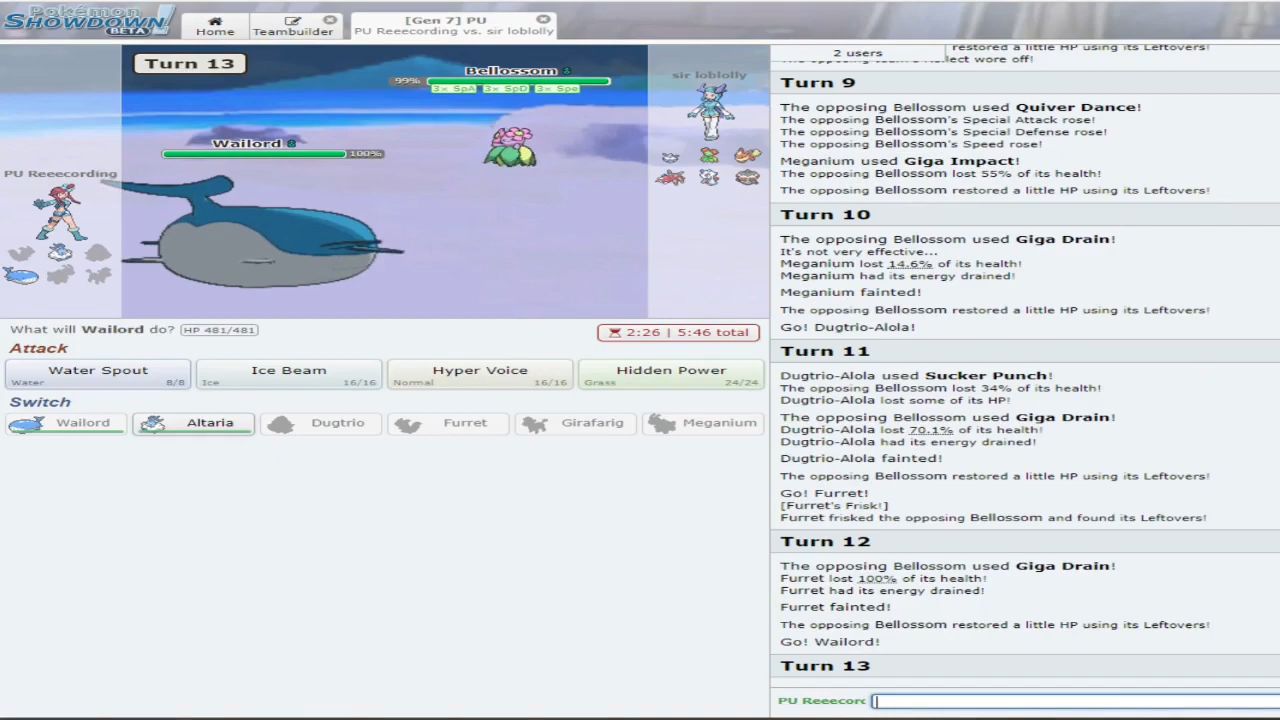 Pokémon
SHOWDOWN!
BETA
Home
Teambuilder
[Gen 7] PU
PU Reeecording vs. sir loblolly
Turn 13
Bellossom
99%
3× SpA 3× SpD 3× Spe
Wailord
100%
PU Reeecording
sir loblolly
What will Wailord do? HP 481/481
2:26 | 5:46 total
Attack
Water Spout
Water 8/8
Ice Beam
Ice 16/16
Hyper Voice
Normal 16/16
Hidden Power
Grass 24/24
Switch
Wailord
Altaria
Dugtrio
Furret
Girafarig
Meganium
2 users
restored a little HP using its Leftovers!
The opposing team's Reflect wore off!
Turn 9
The opposing Bellossom used Quiver Dance!
The opposing Bellossom's Special Attack rose!
The opposing Bellossom's Special Defense rose!
The opposing Bellossom's Speed rose!
Meganium used Giga Impact!
The opposing Bellossom lost 55% of its health!
The opposing Bellossom restored a little HP using its Leftovers!
Turn 10
The opposing Bellossom used Giga Drain!
It's not very effective...
Meganium lost 14.6% of its health!
Meganium had its energy drained!
Meganium fainted!
The opposing Bellossom restored a little HP using its Leftovers!
Go! Dugtrio-Alola!
Turn 11
Dugtrio-Alola used Sucker Punch!
The opposing Bellossom lost 34% of its health!
Dugtrio-Alola lost some of its HP!
The opposing Bellossom used Giga Drain!
Dugtrio-Alola lost 70.1% of its health!
Dugtrio-Alola had its energy drained!
Dugtrio-Alola fainted!
The opposing Bellossom restored a little HP using its Leftovers!
Go! Furret!
[Furret's Frisk!]
Furret frisked the opposing Bellossom and found its Leftovers!
Turn 12
The opposing Bellossom used Giga Drain!
Furret lost 100% of its health!
Furret had its energy drained!
Furret fainted!
The opposing Bellossom restored a little HP using its Leftovers!
Go! Wailord!
Turn 13
PU Reeecorc